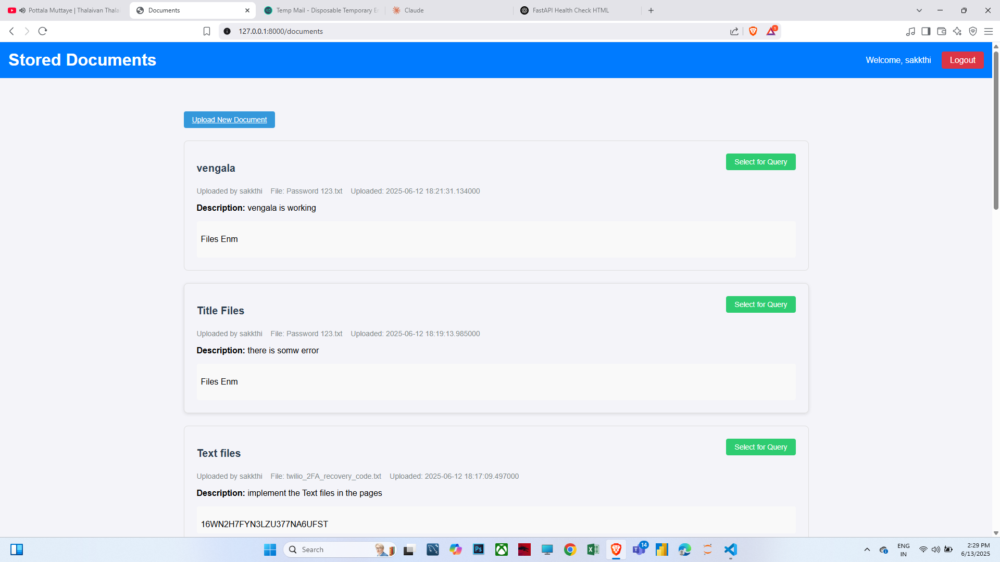 Pottala Muttaye | Thalaivan Thala
Documents
Temp Mail - Disposable Temporary E
Claude
FastAPI Health Check HTML
127.0.0.1:8000/documents
1
Stored Documents
Welcome, sakkthi
Logout
Upload New Document
vengala
Select for Query
Uploaded by sakkthi File: Password 123.txt Uploaded: 2025-06-12 18:21:31.134000
Description: vengala is working
Files Enm
Title Files
Select for Query
Uploaded by sakkthi File: Password 123.txt Uploaded: 2025-06-12 18:19:13.985000
Description: there is somw error
Files Enm
Text files
Select for Query
Uploaded by sakkthi File: twilio_2FA_recovery_code.txt Uploaded: 2025-06-12 18:17:09.497000
Description: implement the Text files in the pages
16WN2H7FYN3LZU377NA6UFST
Search
Ps
14
ENG
IN
2:29 PM
6/13/2025